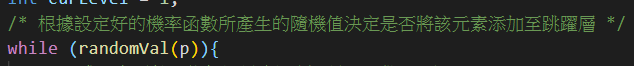 int curLevel = 1;
/* 根據設定好的機率函數所產生的隨機值決定是否將該元素添加至跳躍層 */
while (randomVal(p)){